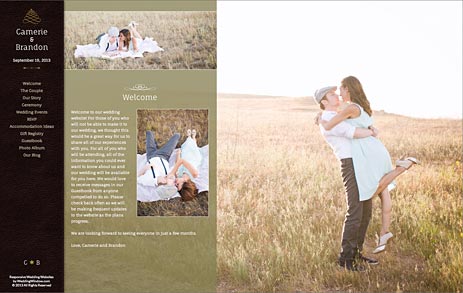 Camerie
&
Brandon
September 19, 2013
Welcome
The Couple
Our Story
Ceremony
Wedding Events
RSVP
Accommodation Ideas
Gift Registry
Guestbook
Photo Album
Our Blog
C B
Responsive Wedding Websites
by WeddingWindow.com
© 2013 All Rights Reserved
Welcome
Welcome to our wedding
website! For those of you who
will not be able to make it to
our wedding, we thought this
would be a great way for us to
share all of our experiences
with you. For all of you who
will be attending, all of the
information you could ever
want to know about us and
our wedding will be available
for you here. We would love
to receive messages in our
Guestbook from anyone
compelled to do so. Please
check back often as we will
be making frequent updates
to the website as the plans
progress.
We are looking forward to seeing everyone in just a few months.
Love, Camerie and Brandon